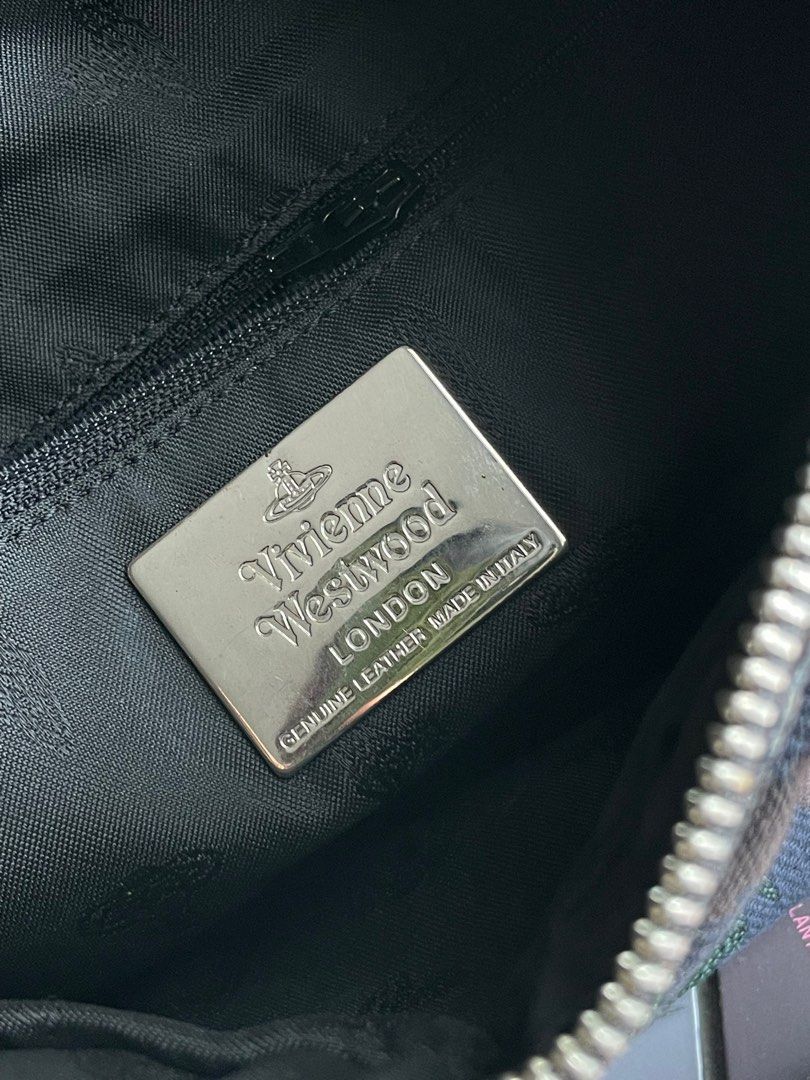 Vivienne
Westwood
LONDON
GENUINE LEATHER MADE IN ITALY